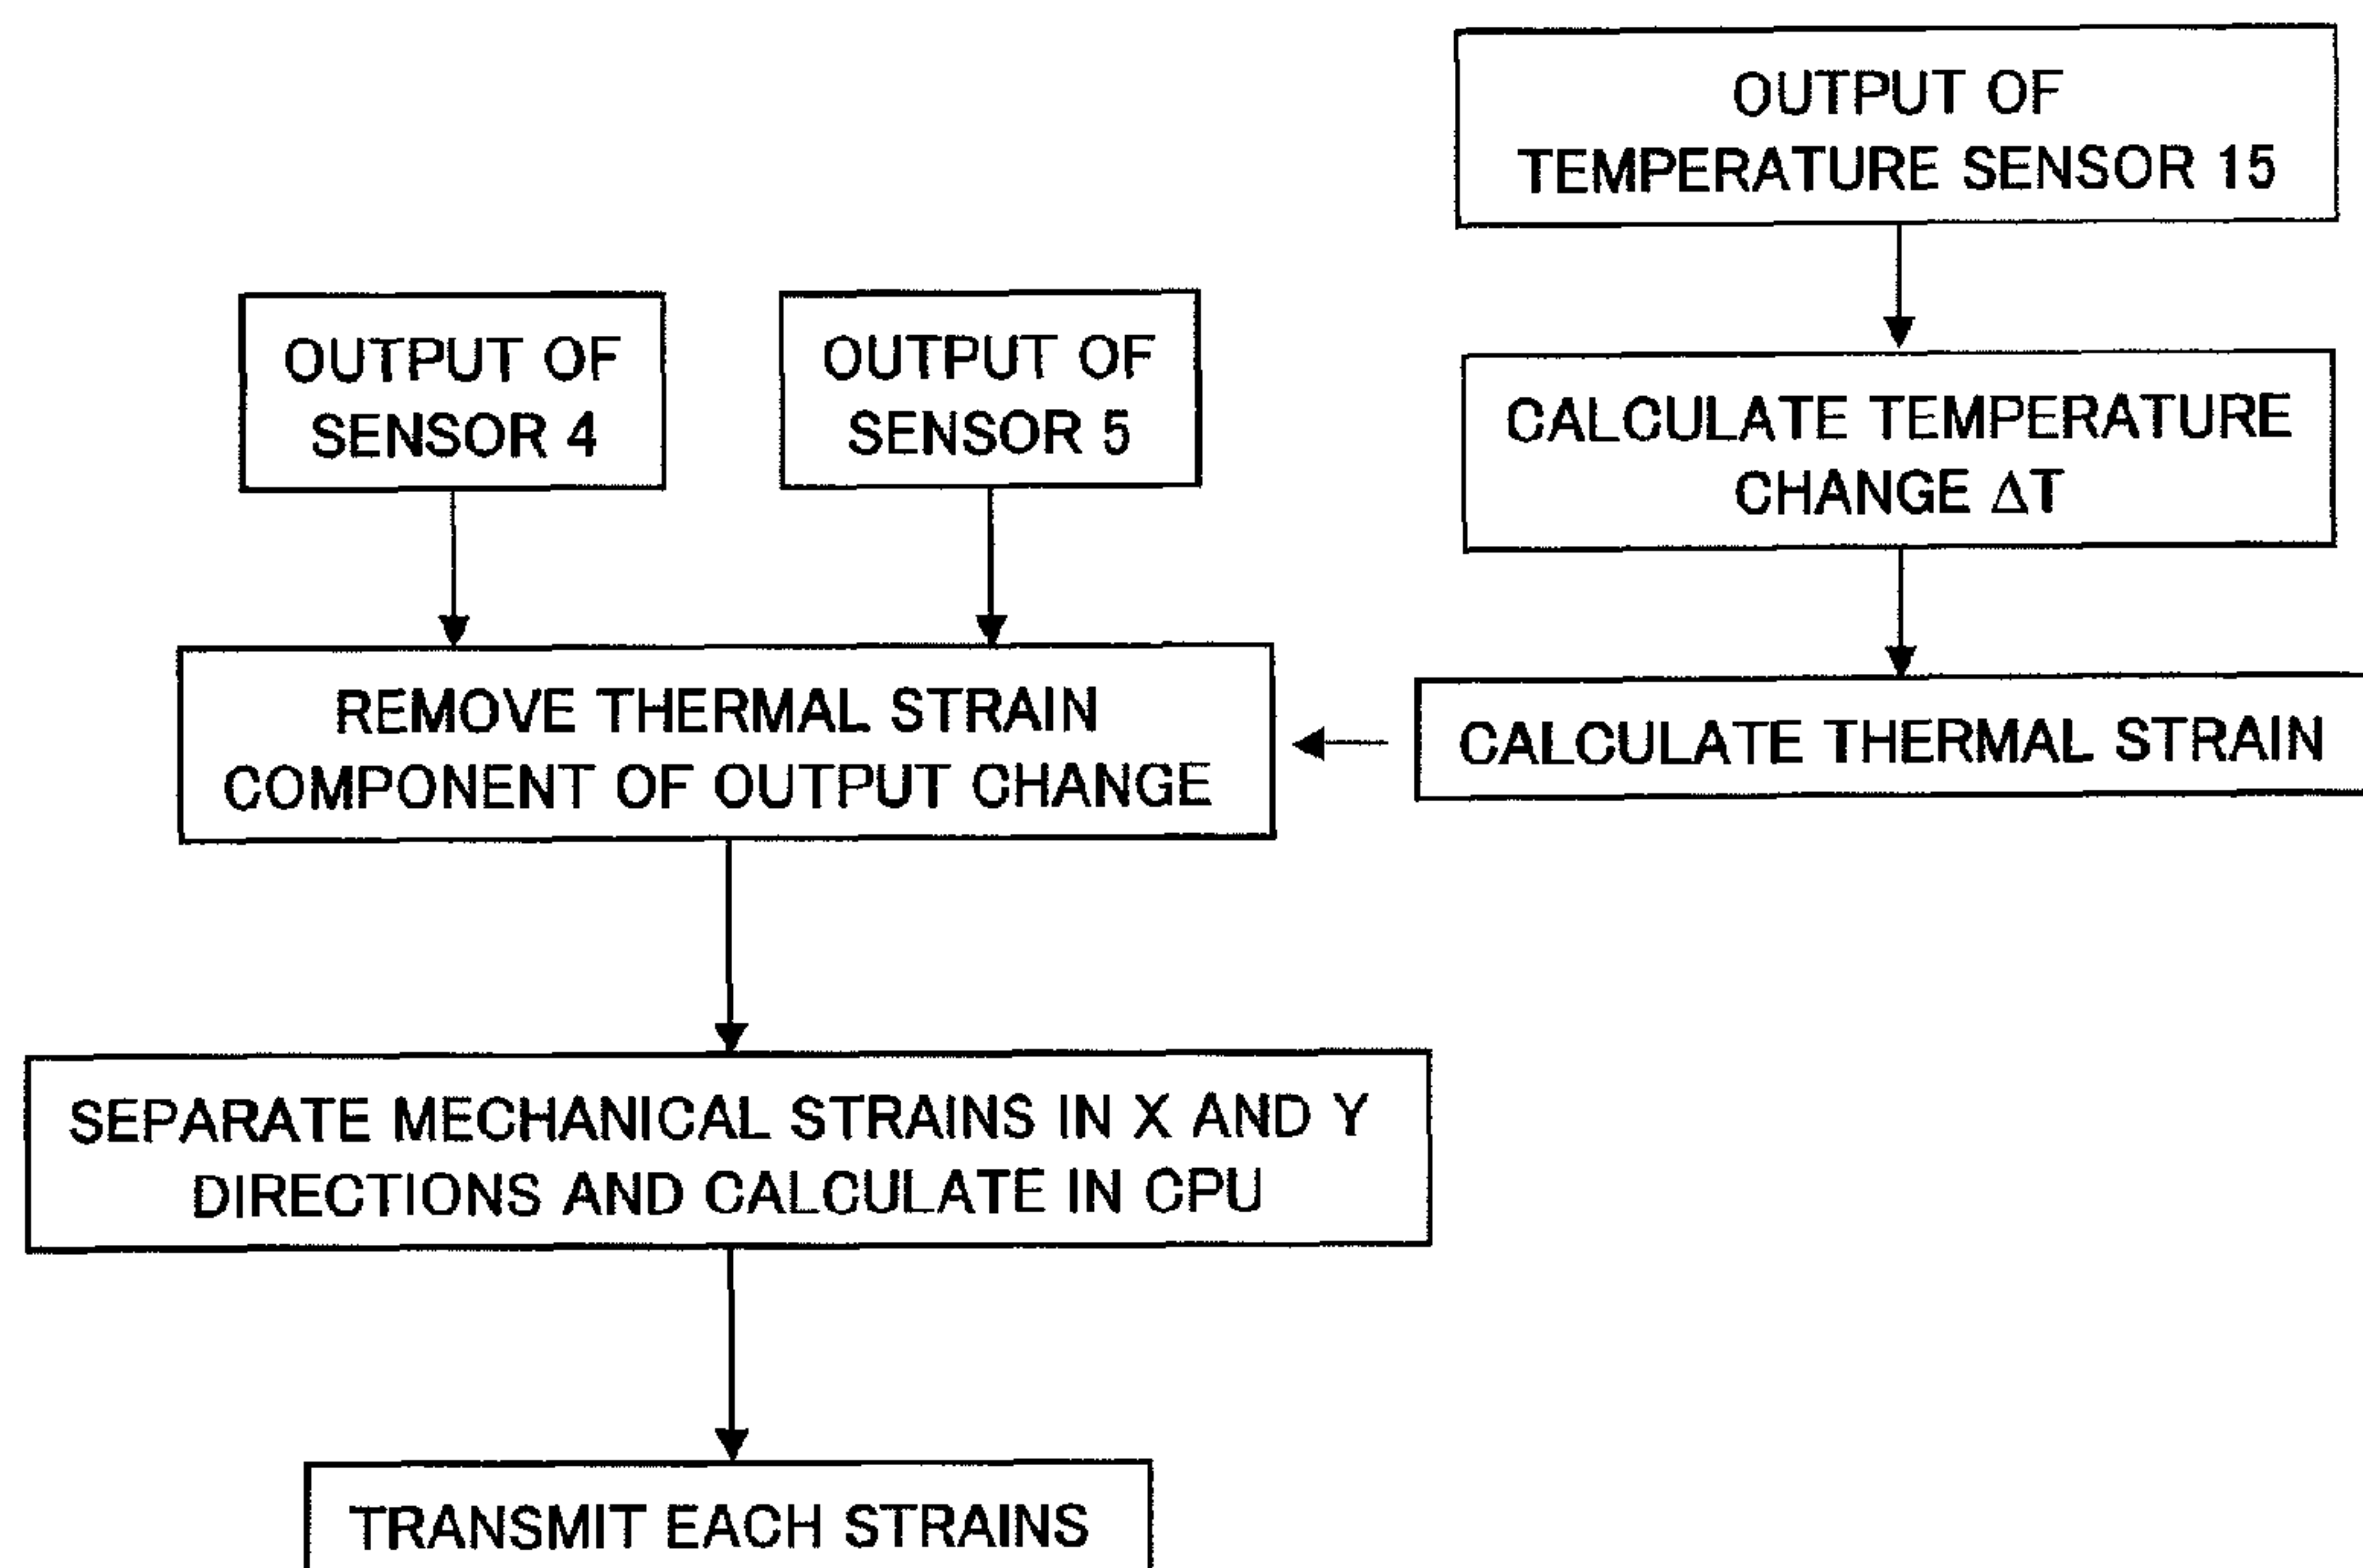 OUTPUT OF
TEMPERATURE SENSOR 15
OUTPUT OF
SENSOR 4
OUTPUT OF
SENSOR 5
CALCULATE TEMPERATURE
CHANGE ΔT
REMOVE THERMAL STRAIN
COMPONENT OF OUTPUT CHANGE
CALCULATE THERMAL STRAIN
SEPARATE MECHANICAL STRAINS IN X AND Y
DIRECTIONS AND CALCULATE IN CPU
TRANSMIT EACH STRAINS